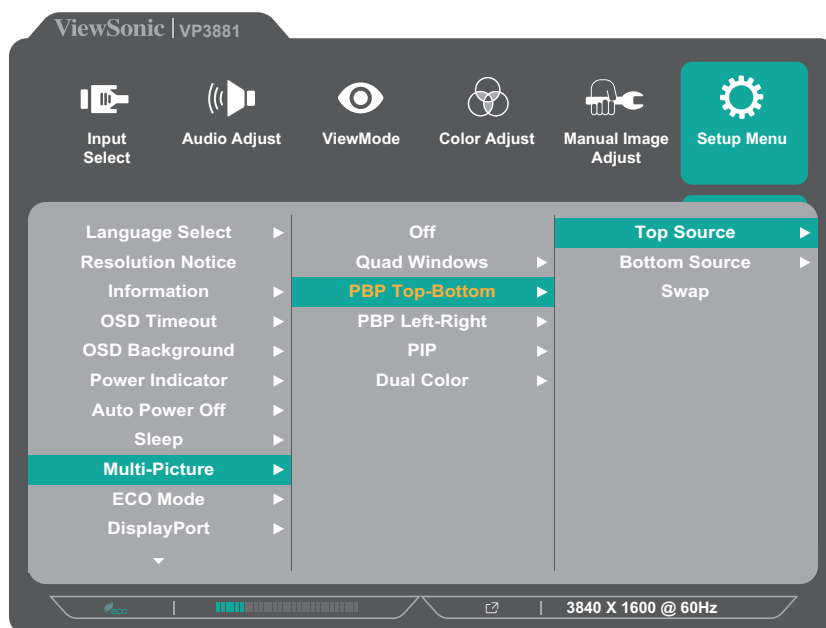 ViewSonic | VP3881
Input Select
Audio Adjust
ViewMode
Color Adjust
Manual Image Adjust
Setup Menu
Language Select
Resolution Notice
Information
OSD Timeout
OSD Background
Power Indicator
Auto Power Off
Sleep
Multi-Picture
ECO Mode
DisplayPort
Off
Quad Windows
PBP Top-Bottom
PBP Left-Right
PIP
Dual Color
Top Source
Bottom Source
Swap
eco
3840 X 1600 @ 60Hz